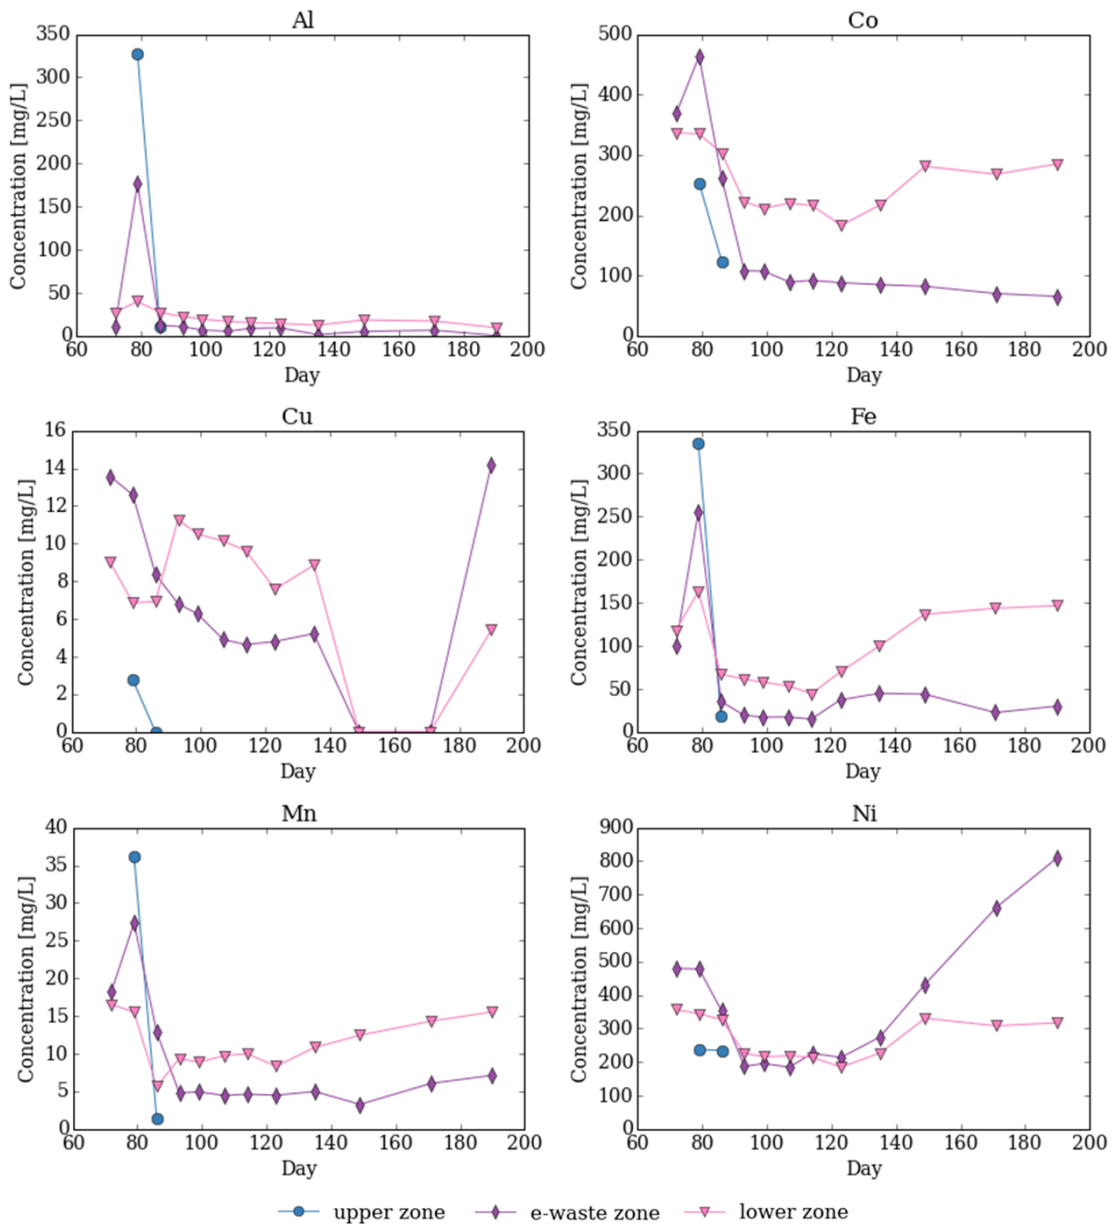 Al
Concentration [mg/L]
350
300
250
200
150
100
50
0
60 80 100 120 140 160 180 200
Day
Co
Concentration [mg/L]
500
400
300
200
100
0
60 80 100 120 140 160 180 200
Day
Cu
Concentration [mg/L]
16
14
12
10
8
6
4
2
0
60 80 100 120 140 160 180 200
Day
Fe
Concentration [mg/L]
350
300
250
200
150
100
50
0
60 80 100 120 140 160 180 200
Day
Mn
Concentration [mg/L]
40
35
30
25
20
15
10
5
0
60 80 100 120 140 160 180 200
Day
Ni
Concentration [mg/L]
900
800
700
600
500
400
300
200
100
0
60 80 100 120 140 160 180 200
Day
upper zone e-waste zone lower zone